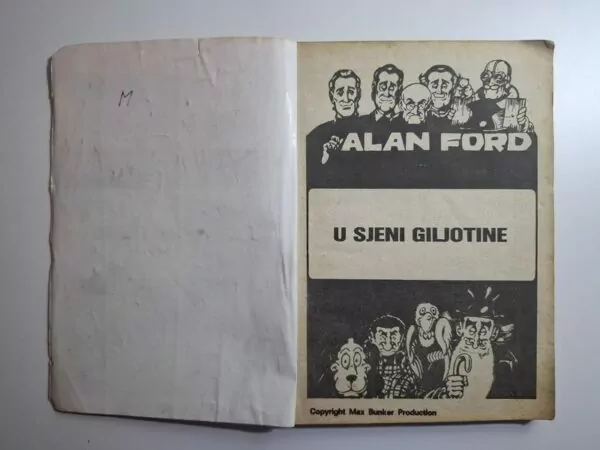 M
ALAN FORD
U SJENI GILJOTINE
Copyright Max Bunker Production